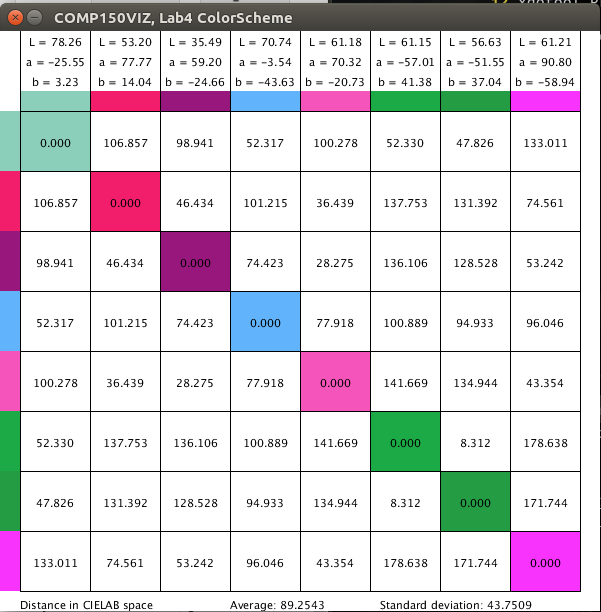 COMP150VIZ, Lab4 ColorScheme
L = 78.26 L = 53.20 L = 35.49 L = 70.74 L = 61.18 L = 61.15 L = 56.63 L = 61.21
a = -25.55 a = 77.77 a = 59.20 a = -3.54 a = 70.32 a = -57.01 a = -51.55 a = 90.80
b = 3.23 b = 14.04 b = -24.66 b = -43.63 b = -20.73 b = 41.38 b = 37.04 b = -58.94
0.000 106.857 98.941 52.317 100.278 52.330 47.826 133.011
106.857 0.000 46.434 101.215 36.439 137.753 131.392 74.561
98.941 46.434 0.000 74.423 28.275 136.106 128.528 53.242
52.317 101.215 74.423 0.000 77.918 100.889 94.933 96.046
100.278 36.439 28.275 77.918 0.000 141.669 134.944 43.354
52.330 137.753 136.106 100.889 141.669 0.000 8.312 178.638
47.826 131.392 128.528 94.933 134.944 8.312 0.000 171.744
133.011 74.561 53.242 96.046 43.354 178.638 171.744 0.000
Distance in CIELAB space Average: 89.2543 Standard deviation: 43.7509